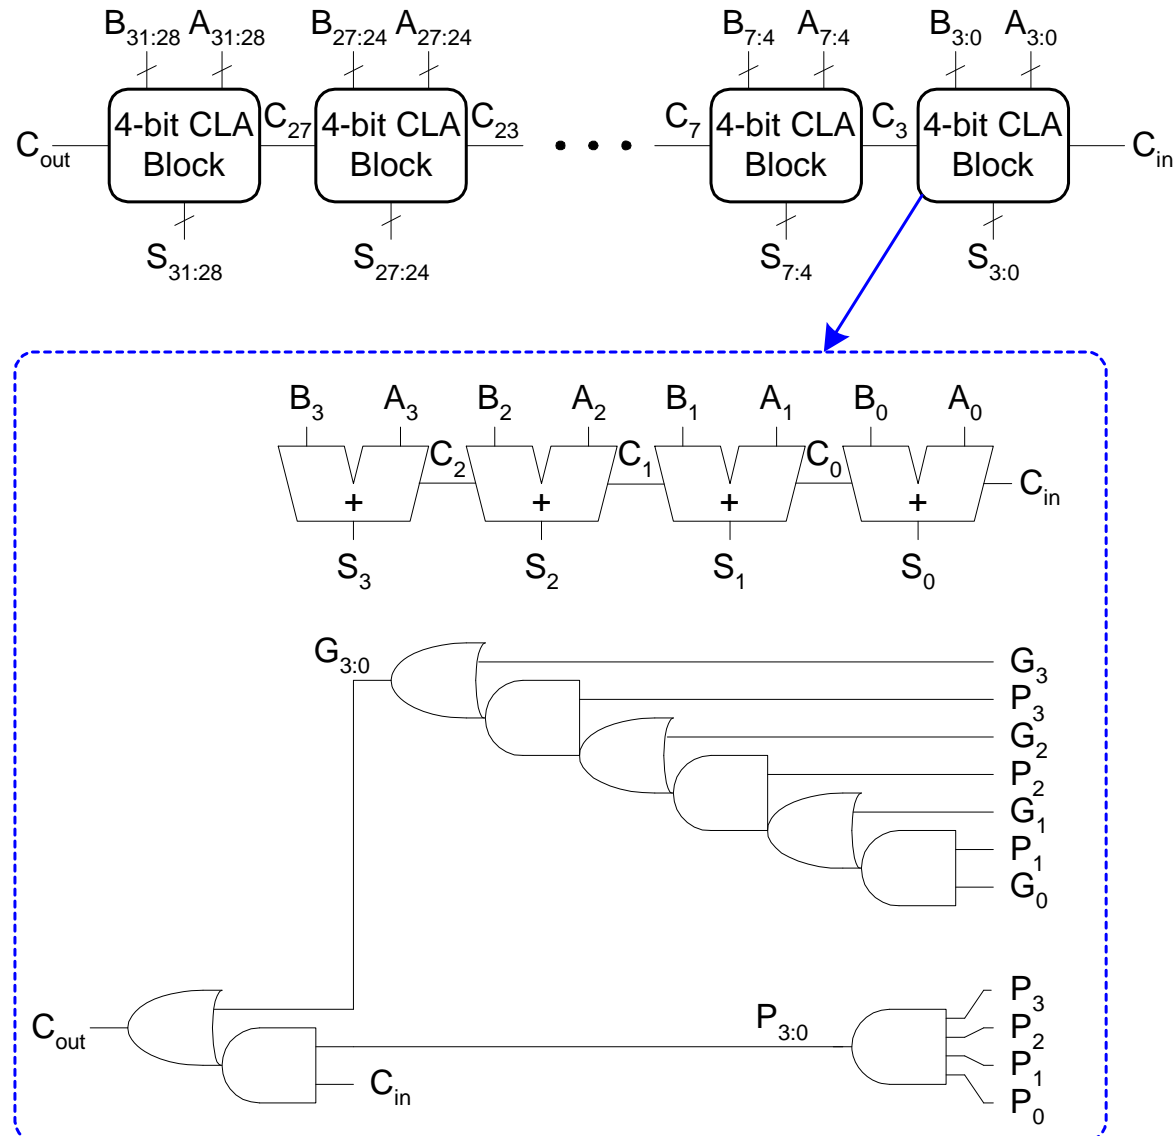 B31:28 A31:28 B27:24 A27:24 B7:4 A7:4 B3:0 A3:0
Cout 4-bit CLA Block C27 4-bit CLA Block C23 • • • C7 4-bit CLA Block C3 4-bit CLA Block Cin
S31:28 S27:24 S7:4 S3:0
B3 A3 B2 A2 B1 A1 B0 A0
C2 C1 C0 Cin
+ + + +
S3 S2 S1 S0
G3:0 G3
P3
G2
P2
G1
P1
G0
P3
Cout P3:0 P2
P1
Cin P0